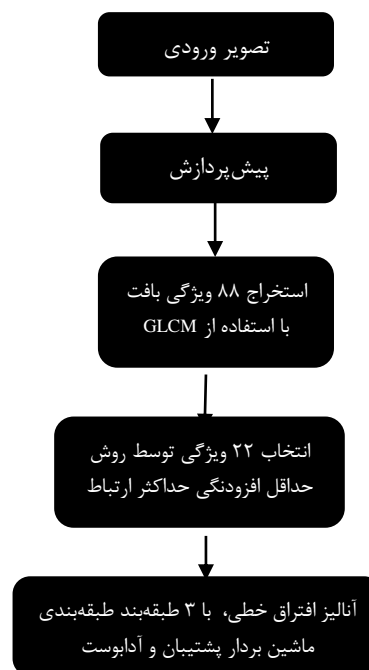 تصویر ورودی
پیش‌پردازش
استخراج ۸۸ ویژگی بافت
با استفاده از GLCM
انتخاب ۲۲ ویژگی توسط روش
حداقل افزودنگی حداکثر ارتباط
آنالیز افتراق خطی، با ۳ طبقه‌بند طبقه‌بندی
ماشین بردار پشتیبان و آدابوست